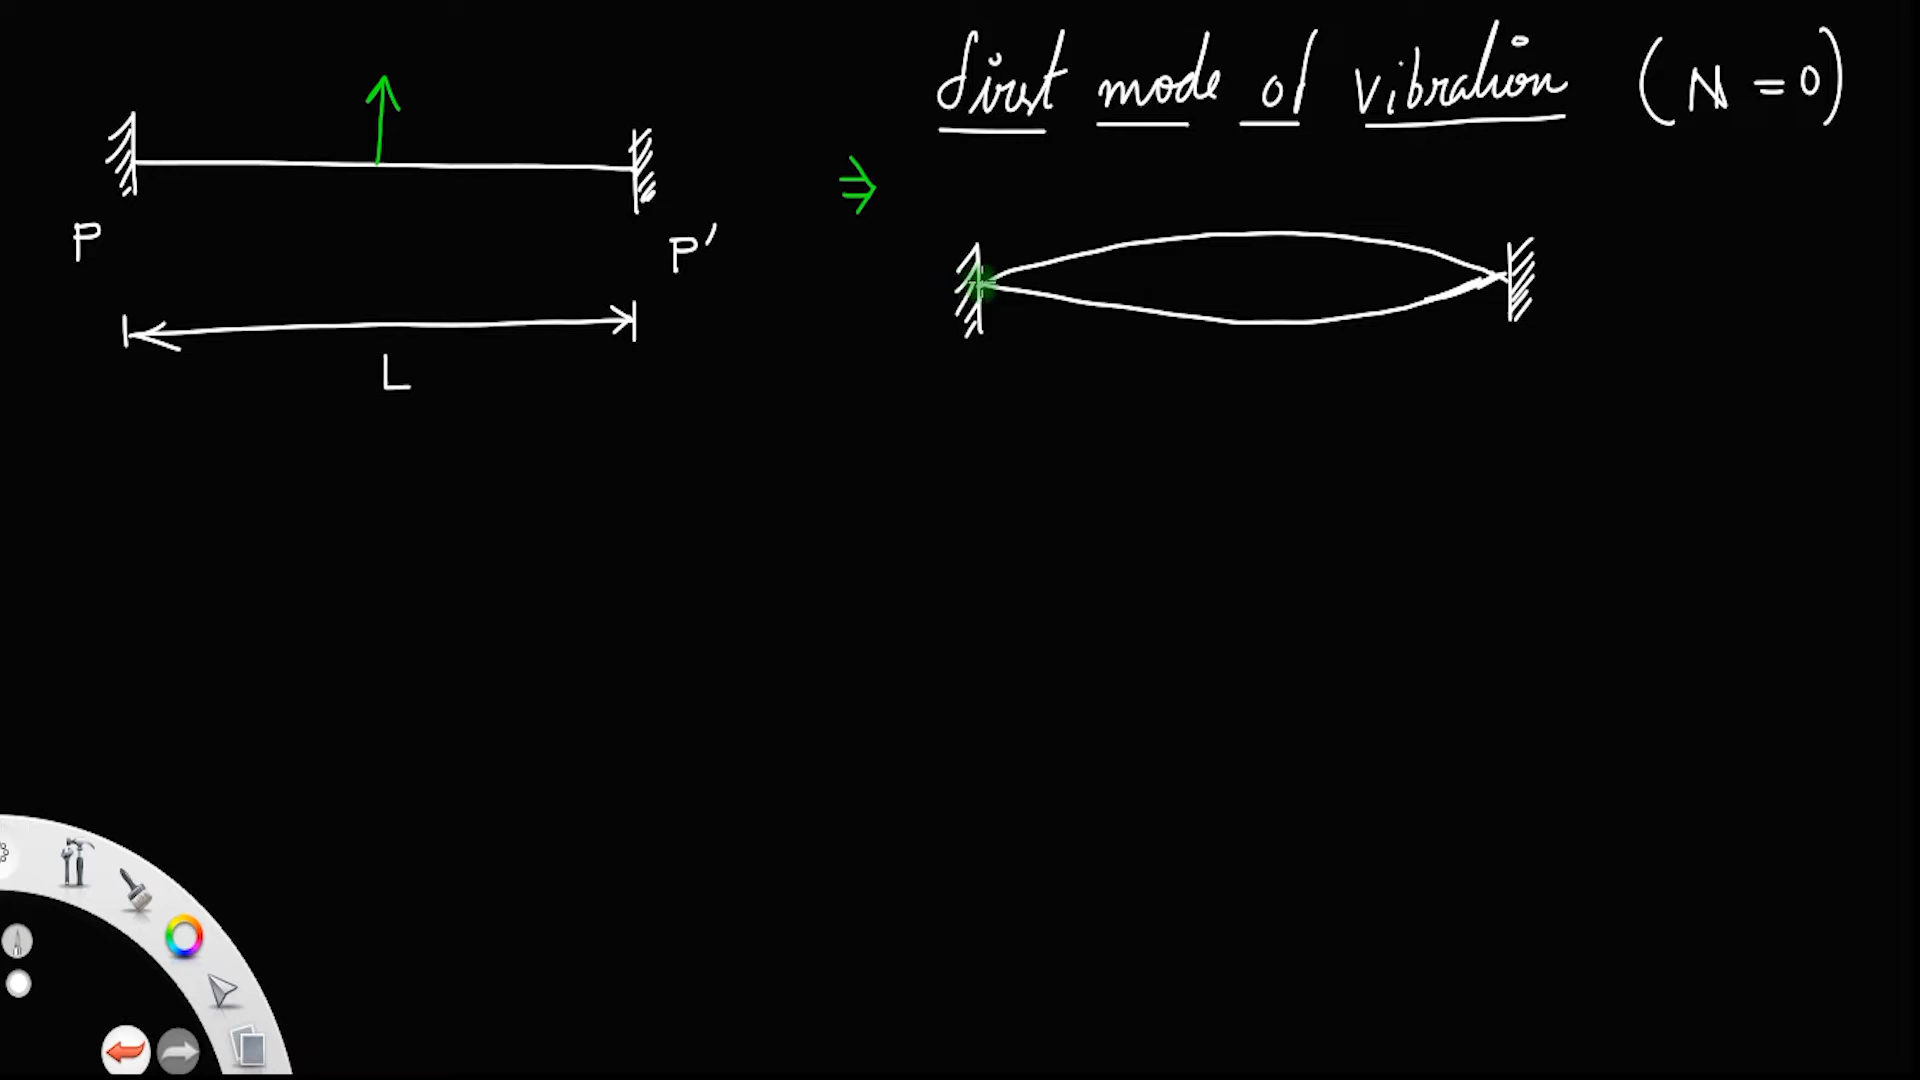 first mode of vibration (N = 0)
P
P'
L